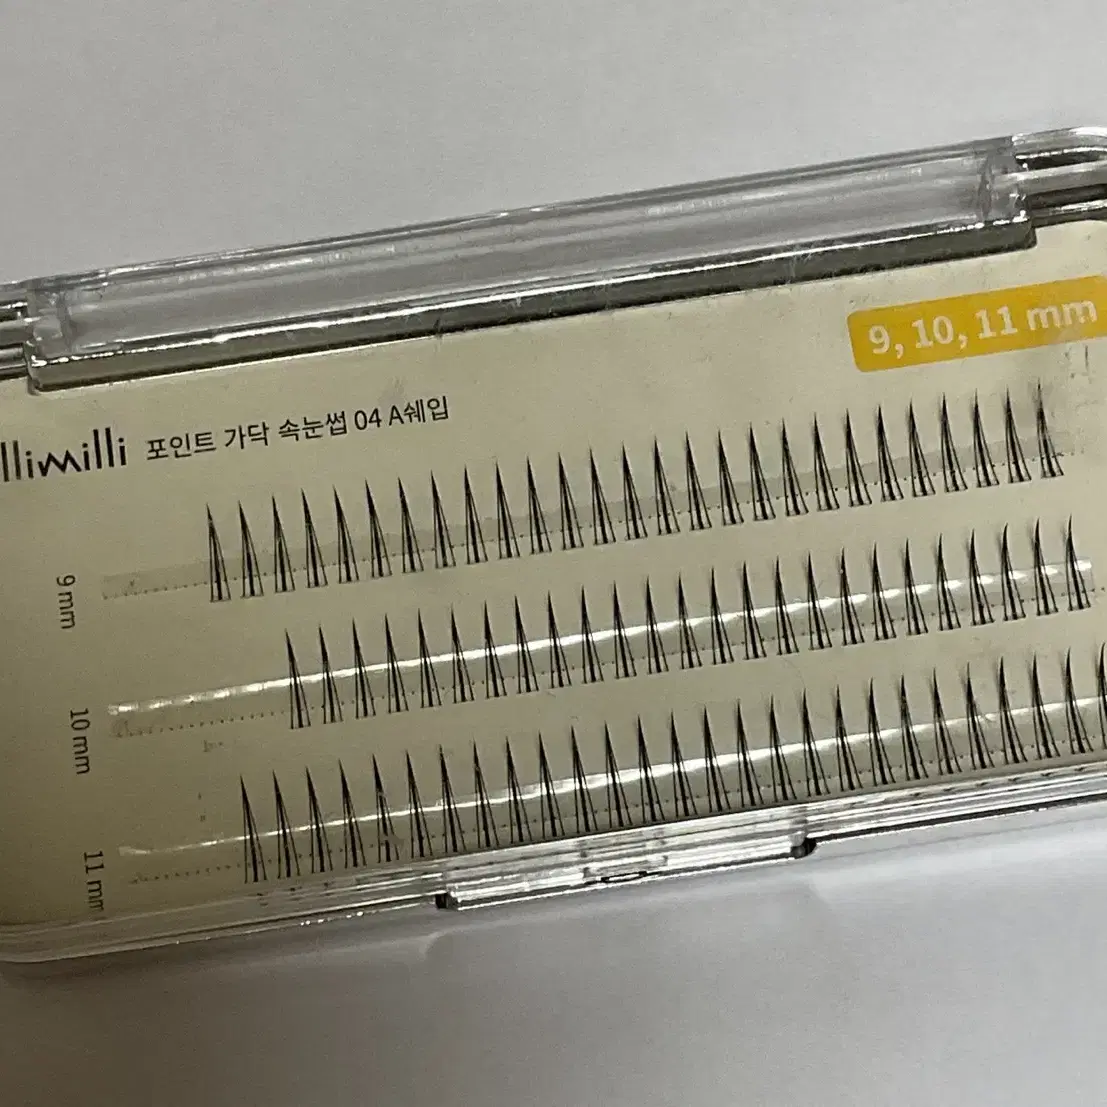 9, 10, 11 mm
llimilli 포인트 가닥 속눈썹 04 A쉐입
9 mm
10 mm
11 mm